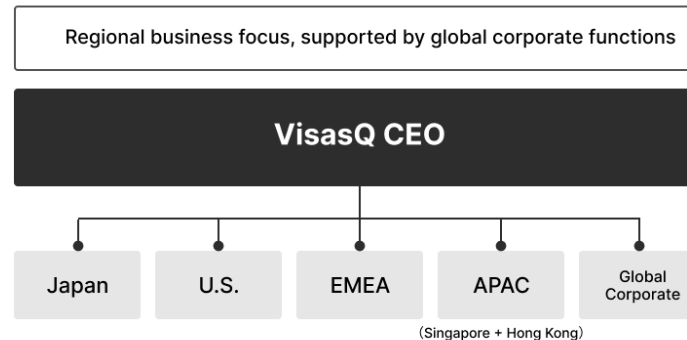 Regional business focus, supported by global corporate functions
VisasQ CEO
Japan
U.S.
EMEA
APAC
Global
Corporate
(Singapore + Hong Kong)